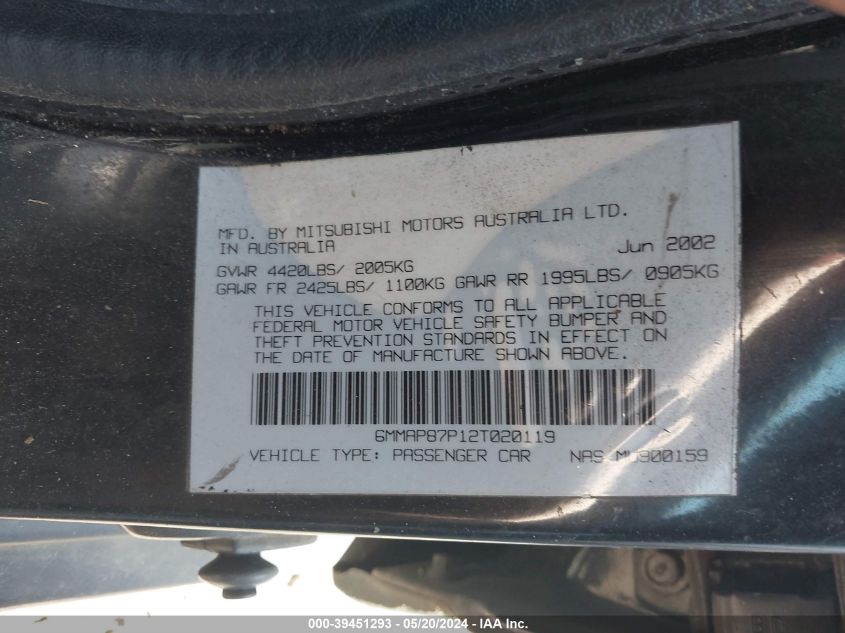 MFD. BY MITSUBISHI MOTORS AUSTRALIA LTD.
IN AUSTRALIA Jun 2002
GVWR 4420LBS/ 2005KG
GAWR FR 2425LBS/ 1100KG GAWR RR 1995LBS/ 0905KG
THIS VEHICLE CONFORMS TO ALL APPLICABLE
FEDERAL MOTOR VEHICLE SAFETY BUMPER AND
THEFT PREVENTION STANDARDS IN EFFECT ON
THE DATE OF MANUFACTURE SHOWN ABOVE.
6MMAP87P12T020119
VEHICLE TYPE: PASSENGER CAR NAS
000-39451293 - 05/20/2024 - IAA Inc.